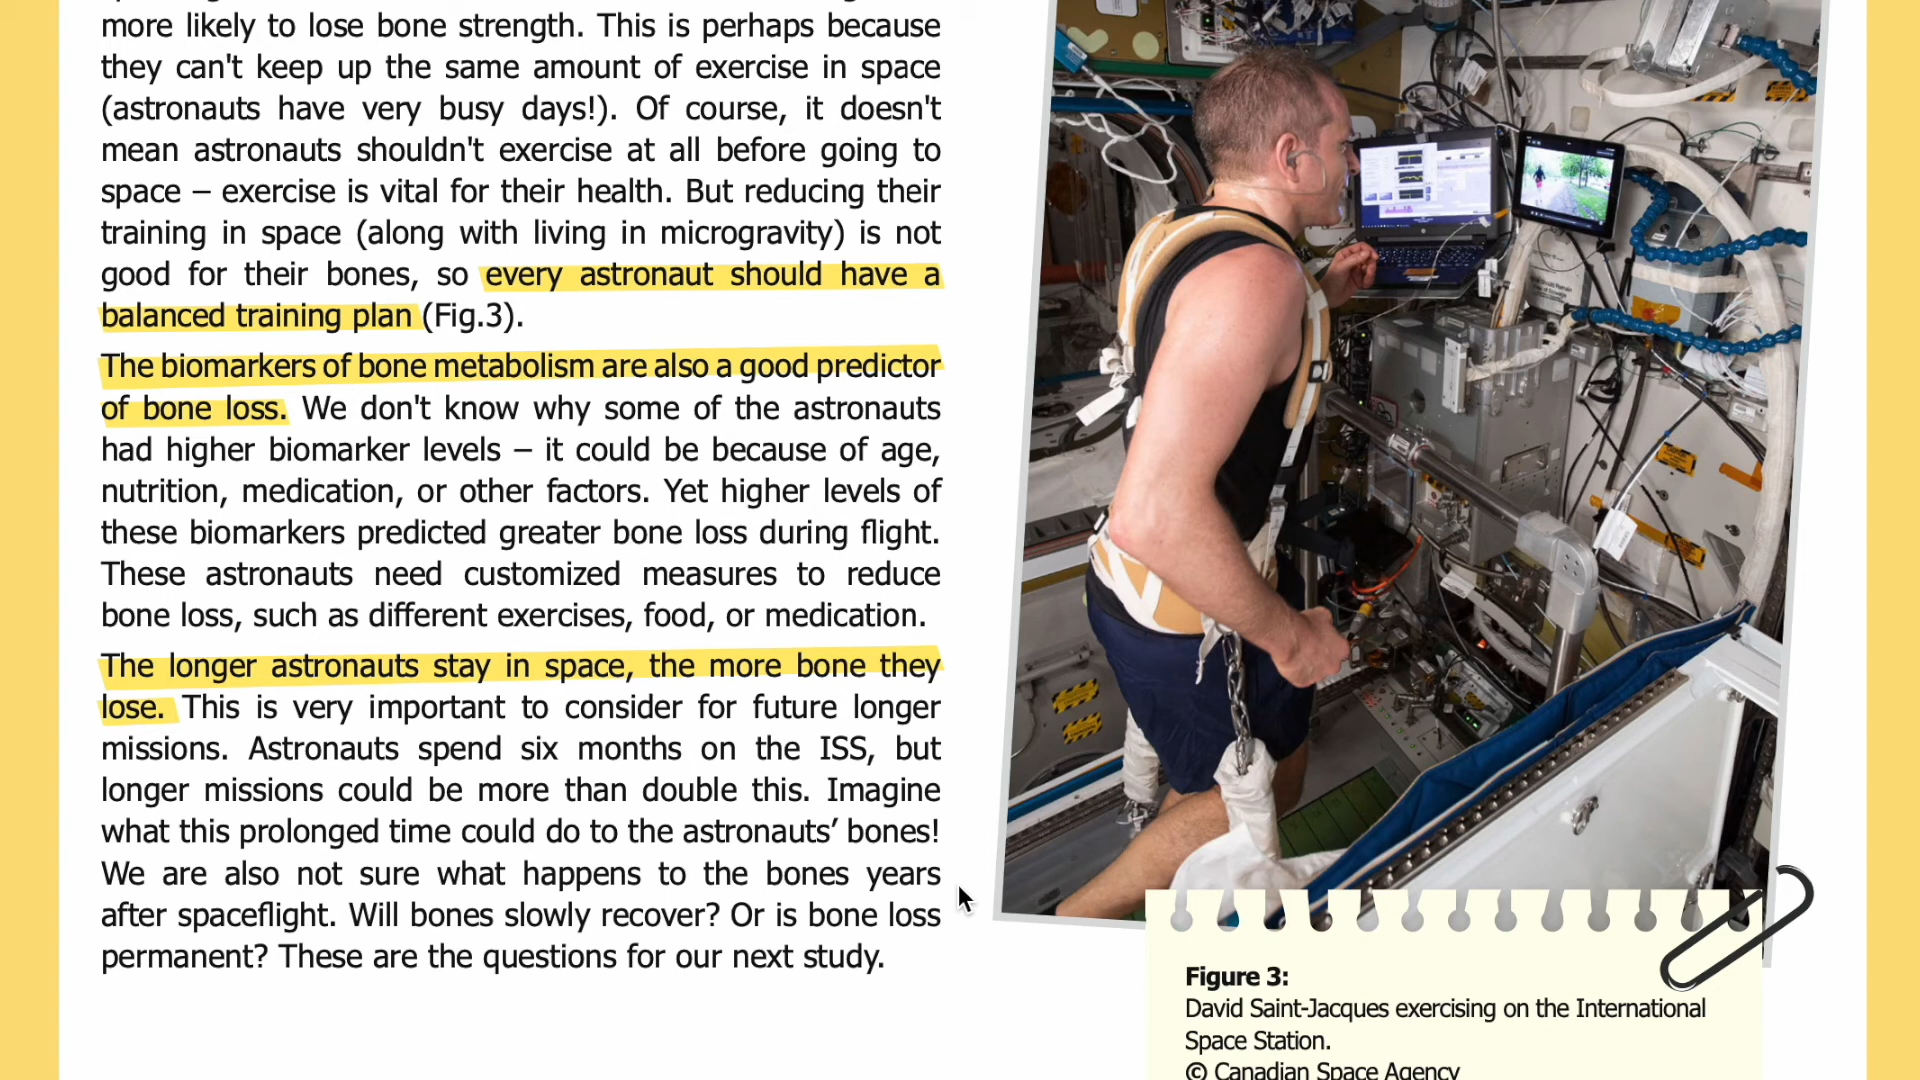 more likely to lose bone strength. This is perhaps because
they can't keep up the same amount of exercise in space
(astronauts have very busy days!). Of course, it doesn't
mean astronauts shouldn't exercise at all before going to
space – exercise is vital for their health. But reducing their
training in space (along with living in microgravity) is not
good for their bones, so every astronaut should have a
balanced training plan (Fig.3).
The biomarkers of bone metabolism are also a good predictor
of bone loss. We don't know why some of the astronauts
had higher biomarker levels – it could be because of age,
nutrition, medication, or other factors. Yet higher levels of
these biomarkers predicted greater bone loss during flight.
These astronauts need customized measures to reduce
bone loss, such as different exercises, food, or medication.
The longer astronauts stay in space, the more bone they
lose. This is very important to consider for future longer
missions. Astronauts spend six months on the ISS, but
longer missions could be more than double this. Imagine
what this prolonged time could do to the astronauts’ bones!
We are also not sure what happens to the bones years
after spaceflight. Will bones slowly recover? Or is bone loss
permanent? These are the questions for our next study.
Figure 3:
David Saint-Jacques exercising on the International
Space Station.
© Canadian Space Agency